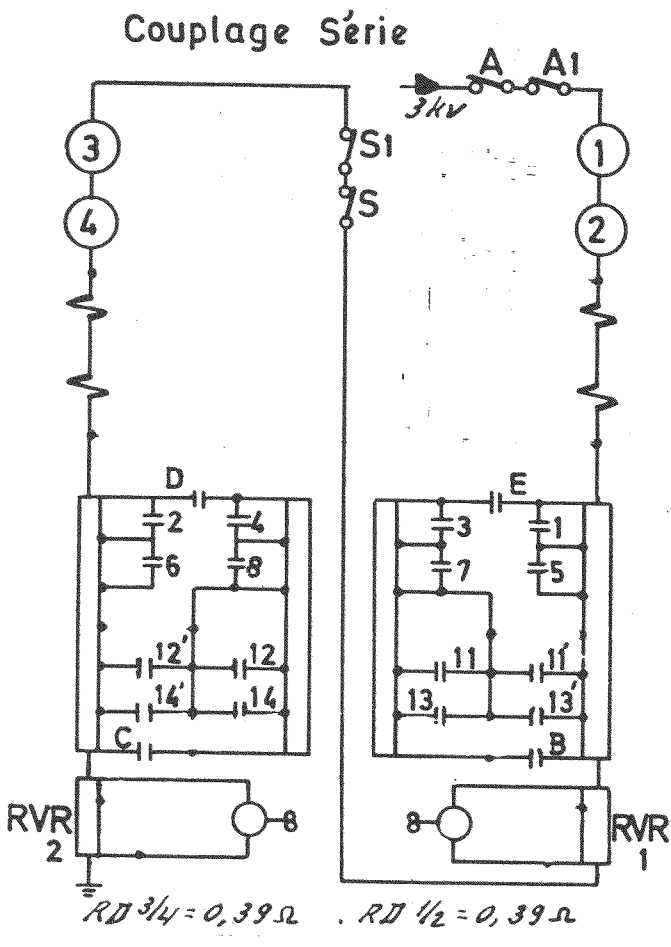 Couplage Série
A A1
3 kV
3 S1 1
4 S 2
D E
2 4 3 1
6 8 7 5
12' 12 11 11'
14' 14 13 13'
C B
RVR 2 8 8 RVR 1
RD 3/4 = 0,39 Ω . RD 1/2 = 0,39 Ω